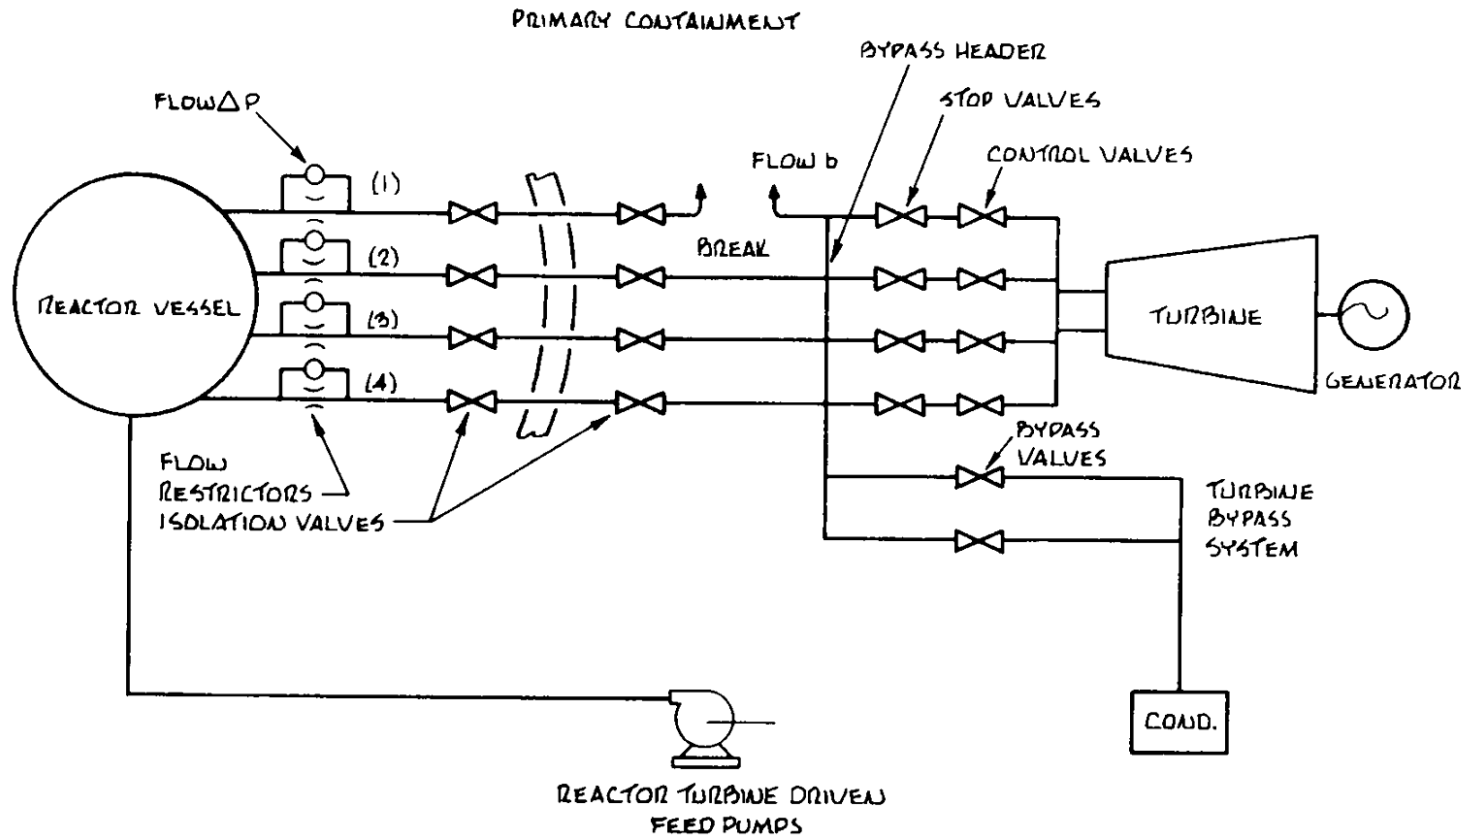 PRIMARY CONTAINMENT
BYPASS HEADER
FLOW Δ P
STOP VALVES
FLOW b
CONTROL VALVES
(1)
BREAK
(2)
REACTOR VESSEL
(3)
TURBINE
GENERATOR
(4)
FLOW
RESTRICTORS
ISOLATION VALVES
BYPASS
VALVES
TURBINE
BYPASS
SYSTEM
COND.
REACTOR TURBINE DRIVEN
FEED PUMPS